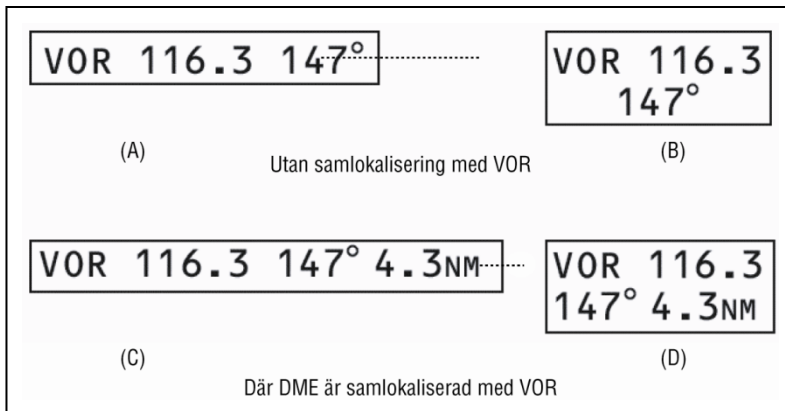 VOR 116.3 147°
VOR 116.3
147°
(A)
(B)
Utan samlokalisering med VOR
VOR 116.3 147° 4.3NM
VOR 116.3
147° 4.3NM
(C)
(D)
Där DME är samlokaliserad med VOR